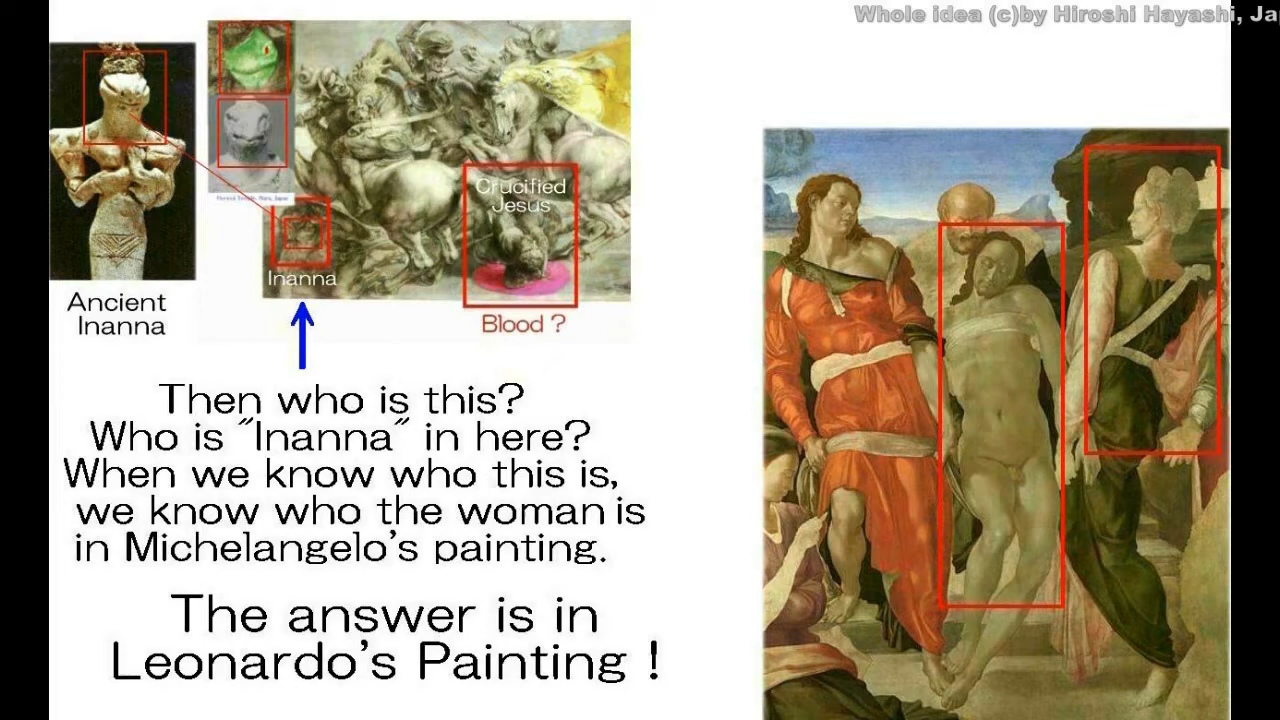 Whole idea (c)by Hiroshi Hayashi, Ja
Crucified
Jesus
Inanna
Ancient
Inanna
Blood ?
Then who is this?
Who is "Inanna" in here?
When we know who this is,
we know who the woman is
in Michelangelo's painting.
The answer is in
Leonardo's Painting !